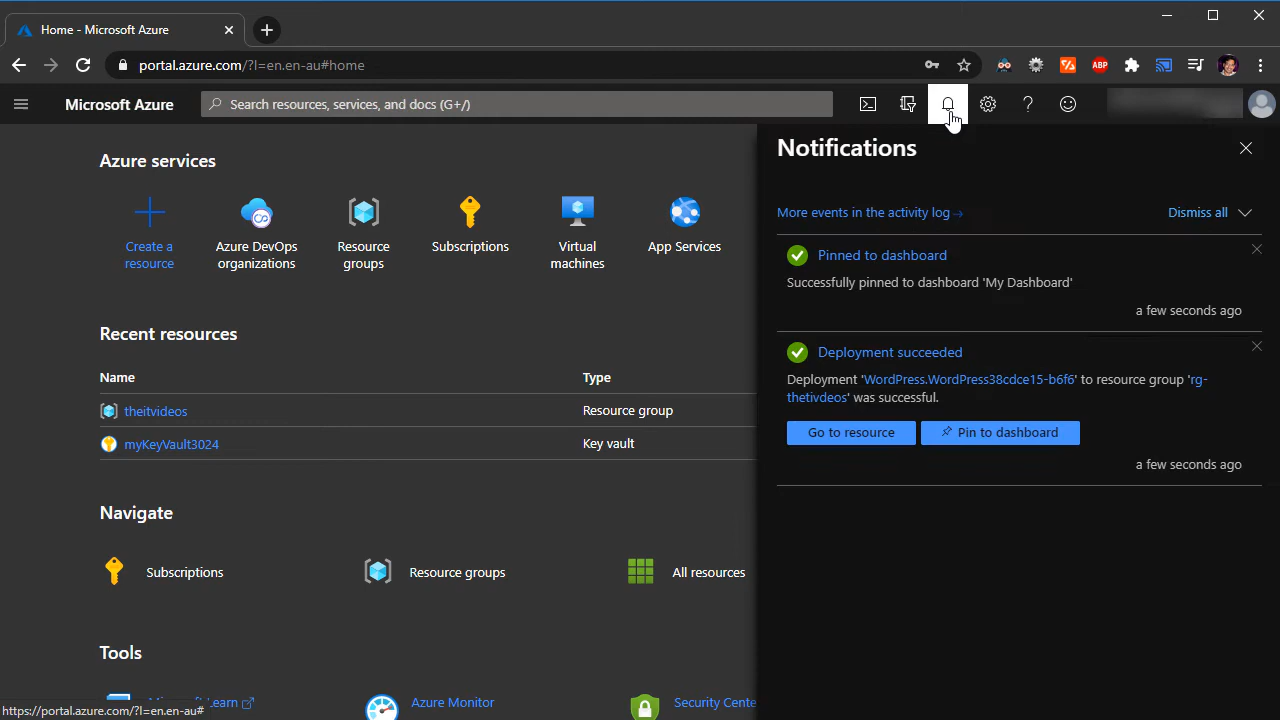 Home - Microsoft Azure
portal.azure.com/?l=en.en-au#home
ABP
Microsoft Azure
Search resources, services, and docs (G+/)
Azure services
Create a
resource
Azure DevOps
organizations
Resource
groups
Subscriptions
Virtual
machines
App Services
Recent resources
Name
Type
theitvideos
Resource group
myKeyVault3024
Key vault
Navigate
Subscriptions
Resource groups
All resources
Tools
Learn
Azure Monitor
Security Cente
https://portal.azure.com/?l=en.en-au#
Notifications
More events in the activity log→
Dismiss all
Pinned to dashboard
Successfully pinned to dashboard 'My Dashboard'
a few seconds ago
Deployment succeeded
Deployment 'WordPress.WordPress38cdce15-b6f6' to resource group 'rg-
thetivdeos' was successful.
Go to resource
Pin to dashboard
a few seconds ago